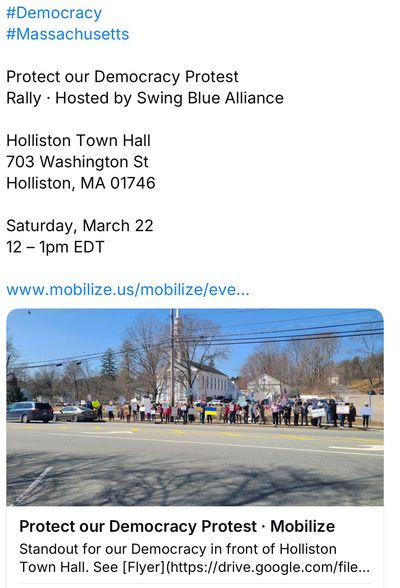 #Democracy
#Massachusetts
Protect our Democracy Protest
Rally · Hosted by Swing Blue Alliance
Holliston Town Hall
703 Washington St
Holliston, MA 01746
Saturday, March 22
12 – 1pm EDT
www.mobilize.us/mobilize/eve...
Protect our Democracy Protest · Mobilize
Standout for our Democracy in front of Holliston
Town Hall. See [Flyer](https://drive.google.com/file...